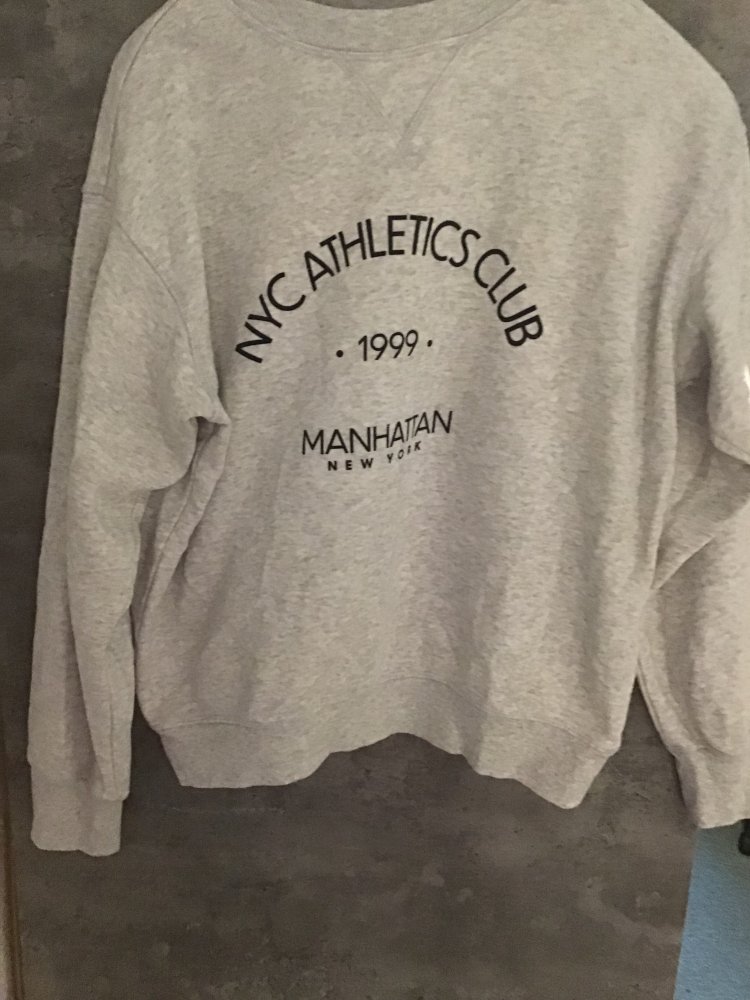 NYC ATHLETICS CLUB
• 1999 •
MANHATTAN
NEW YORK